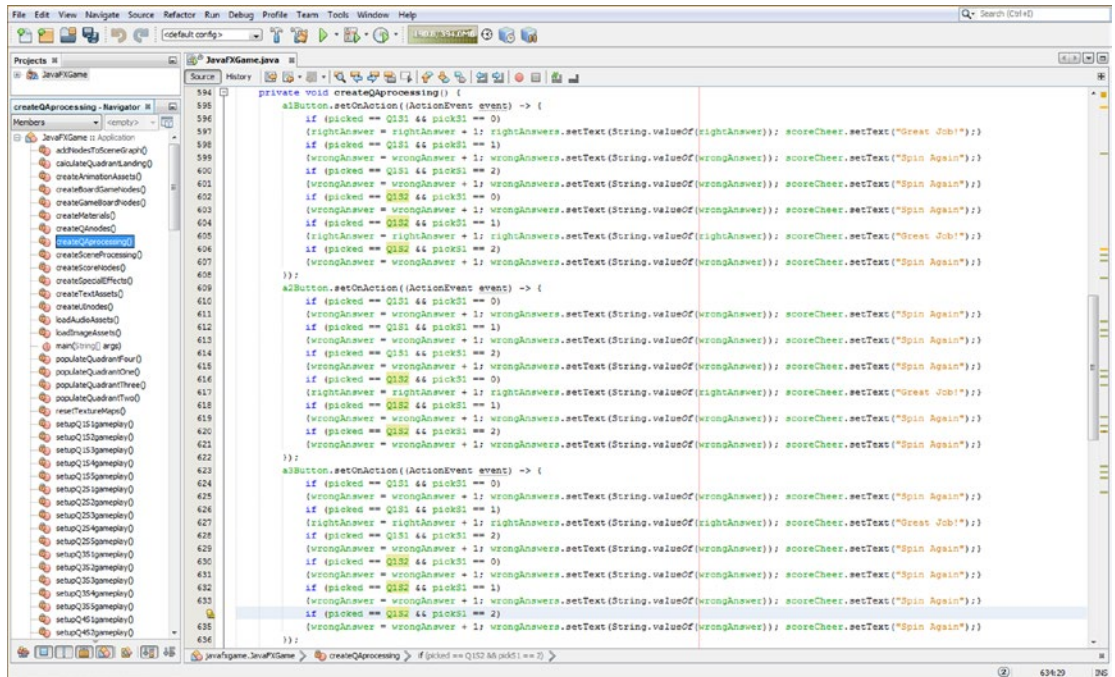 File Edit View Navigate Source Refactor Run Debug Profile Team Tools Window Help
Search (Ctrl+I)
<default config>
Projects
JavaFXGame
createQAprocessing - Navigator
Members
<empty>
JavaFXGame :: Application
addNodesToSceneGraph()
calculateQuadrantLanding()
createAnimationAssets()
createBoardGameNodes()
createGameBoardNodes()
createMaterials()
createQAnodes()
createQAprocessing()
createSceneProcessing()
createScoreNodes()
createSpecialEffects()
createTextAssets()
createUInodes()
loadAudioAssets()
loadImageAssets()
main(String[] args)
populateQuadrantFour()
populateQuadrantOne()
populateQuadrantThree()
populateQuadrantTwo()
resetTextureMaps()
setupQ1S1gameplay()
setupQ1S2gameplay()
setupQ1S3gameplay()
setupQ1S4gameplay()
setupQ1S5gameplay()
setupQ2S1gameplay()
setupQ2S2gameplay()
setupQ2S3gameplay()
setupQ2S4gameplay()
setupQ2S5gameplay()
setupQ3S1gameplay()
setupQ3S2gameplay()
setupQ3S3gameplay()
setupQ3S4gameplay()
setupQ3S5gameplay()
setupQ4S1gameplay()
setupQ4S2gameplay()
JavaFXGame.java
Source History
594 private void createQAprocessing() {
595 a1Button.setOnAction((ActionEvent event) -> {
596 if (picked == Q1S1 && pickS1 == 0)
597 {rightAnswer = rightAnswer + 1; rightAnswers.setText(String.valueOf(rightAnswer)); scoreCheer.setText("Great Job!");}
598 if (picked == Q1S1 && pickS1 == 1)
599 {wrongAnswer = wrongAnswer + 1; wrongAnswers.setText(String.valueOf(wrongAnswer)); scoreCheer.setText("Spin Again");}
600 if (picked == Q1S1 && pickS1 == 2)
601 {wrongAnswer = wrongAnswer + 1; wrongAnswers.setText(String.valueOf(wrongAnswer)); scoreCheer.setText("Spin Again");}
602 if (picked == Q1S2 && pickS1 == 0)
603 {wrongAnswer = wrongAnswer + 1; wrongAnswers.setText(String.valueOf(wrongAnswer)); scoreCheer.setText("Spin Again");}
604 if (picked == Q1S2 && pickS1 == 1)
605 {rightAnswer = rightAnswer + 1; rightAnswers.setText(String.valueOf(rightAnswer)); scoreCheer.setText("Great Job!");}
606 if (picked == Q1S2 && pickS1 == 2)
607 {wrongAnswer = wrongAnswer + 1; wrongAnswers.setText(String.valueOf(wrongAnswer)); scoreCheer.setText("Spin Again");}
608 });
609 a2Button.setOnAction((ActionEvent event) -> {
610 if (picked == Q1S1 && pickS1 == 0)
611 {wrongAnswer = wrongAnswer + 1; wrongAnswers.setText(String.valueOf(wrongAnswer)); scoreCheer.setText("Spin Again");}
612 if (picked == Q1S1 && pickS1 == 1)
613 {wrongAnswer = wrongAnswer + 1; wrongAnswers.setText(String.valueOf(wrongAnswer)); scoreCheer.setText("Spin Again");}
614 if (picked == Q1S1 && pickS1 == 2)
615 {wrongAnswer = wrongAnswer + 1; wrongAnswers.setText(String.valueOf(wrongAnswer)); scoreCheer.setText("Spin Again");}
616 if (picked == Q1S2 && pickS1 == 0)
617 {rightAnswer = rightAnswer + 1; rightAnswers.setText(String.valueOf(rightAnswer)); scoreCheer.setText("Great Job!");}
618 if (picked == Q1S2 && pickS1 == 1)
619 {wrongAnswer = wrongAnswer + 1; wrongAnswers.setText(String.valueOf(wrongAnswer)); scoreCheer.setText("Spin Again");}
620 if (picked == Q1S2 && pickS1 == 2)
621 {wrongAnswer = wrongAnswer + 1; wrongAnswers.setText(String.valueOf(wrongAnswer)); scoreCheer.setText("Spin Again");}
622 });
623 a3Button.setOnAction((ActionEvent event) -> {
624 if (picked == Q1S1 && pickS1 == 0)
625 {wrongAnswer = wrongAnswer + 1; wrongAnswers.setText(String.valueOf(wrongAnswer)); scoreCheer.setText("Spin Again");}
626 if (picked == Q1S1 && pickS1 == 1)
627 {rightAnswer = rightAnswer + 1; rightAnswers.setText(String.valueOf(rightAnswer)); scoreCheer.setText("Great Job!");}
628 if (picked == Q1S1 && pickS1 == 2)
629 {wrongAnswer = wrongAnswer + 1; wrongAnswers.setText(String.valueOf(wrongAnswer)); scoreCheer.setText("Spin Again");}
630 if (picked == Q1S2 && pickS1 == 0)
631 {wrongAnswer = wrongAnswer + 1; wrongAnswers.setText(String.valueOf(wrongAnswer)); scoreCheer.setText("Spin Again");}
632 if (picked == Q1S2 && pickS1 == 1)
633 {wrongAnswer = wrongAnswer + 1; wrongAnswers.setText(String.valueOf(wrongAnswer)); scoreCheer.setText("Spin Again");}
if (picked == Q1S2 && pickS1 == 2)
635 {wrongAnswer = wrongAnswer + 1; wrongAnswers.setText(String.valueOf(wrongAnswer)); scoreCheer.setText("Spin Again");}
636 });
javafxgame.JavaFXGame > createQAprocessing > if (picked == Q1S2 && pickS1 == 2) >
2 634:29 INS